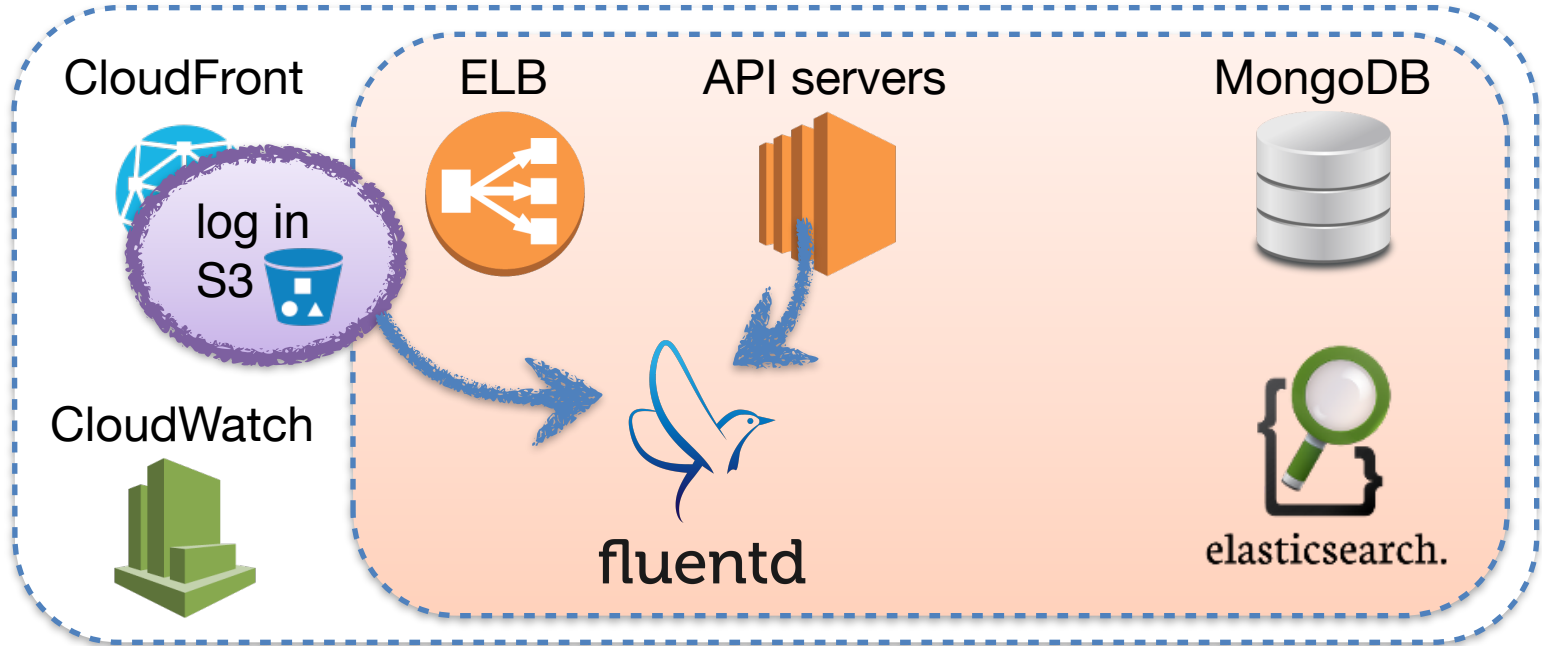 CloudFront
ELB
API servers
MongoDB
log in
S3
CloudWatch
fluentd
elasticsearch.